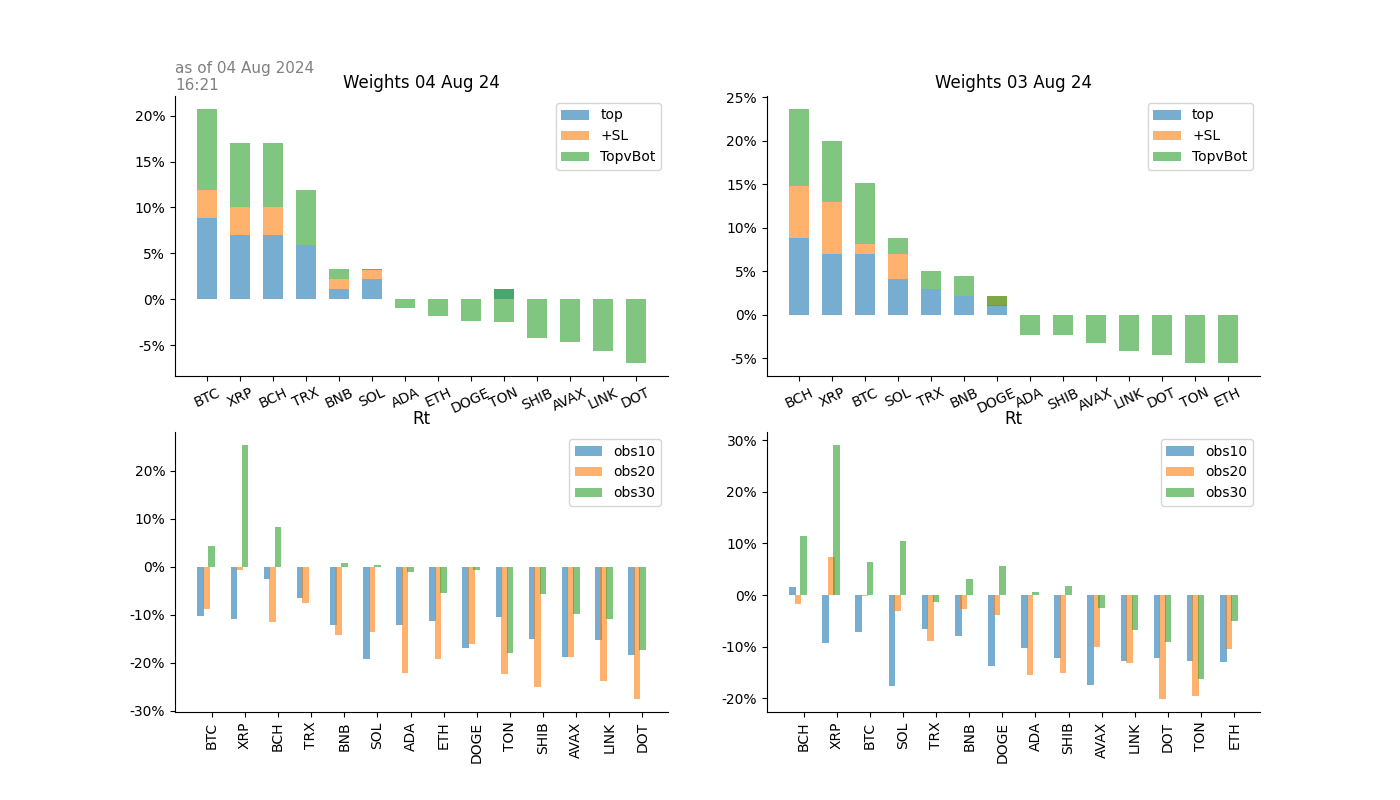 as of 04 Aug 2024
16:21
Weights 04 Aug 24
20%
15%
10%
5%
0%
-5%
top
+SL
TopvBot
BTC XRP BCH TRX BNB SOL ADA ETH DOGE TON SHIB AVAX LINK DOT
Weights 03 Aug 24
25%
20%
15%
10%
5%
0%
-5%
top
+SL
TopvBot
BCH XRP BTC SOL TRX BNB DOGE ADA SHIB AVAX LINK DOT TON ETH
Rt
20%
10%
0%
-10%
-20%
-30%
obs10
obs20
obs30
BTC XRP BCH TRX BNB SOL ADA ETH DOGE TON SHIB AVAX LINK DOT
Rt
30%
20%
10%
0%
-10%
-20%
obs10
obs20
obs30
BCH XRP BTC SOL TRX BNB DOGE ADA SHIB AVAX LINK DOT TON ETH